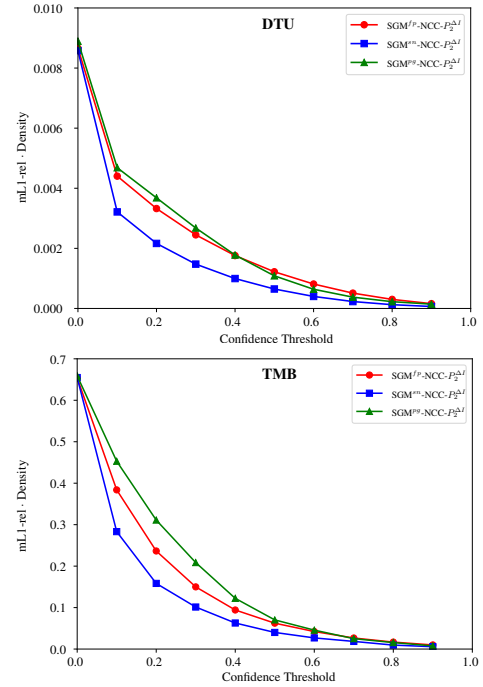 DTU
SGM^{fp}-NCC-P_2^{ΔI}
SGM^{sn}-NCC-P_2^{ΔI}
SGM^{pg}-NCC-P_2^{ΔI}
mL1-rel · Density
0.010
0.008
0.006
0.004
0.002
0.000
0.0 0.2 0.4 0.6 0.8 1.0
Confidence Threshold
TMB
SGM^{fp}-NCC-P_2^{ΔI}
SGM^{sn}-NCC-P_2^{ΔI}
SGM^{pg}-NCC-P_2^{ΔI}
mL1-rel · Density
0.7
0.6
0.5
0.4
0.3
0.2
0.1
0.0
0.0 0.2 0.4 0.6 0.8 1.0
Confidence Threshold